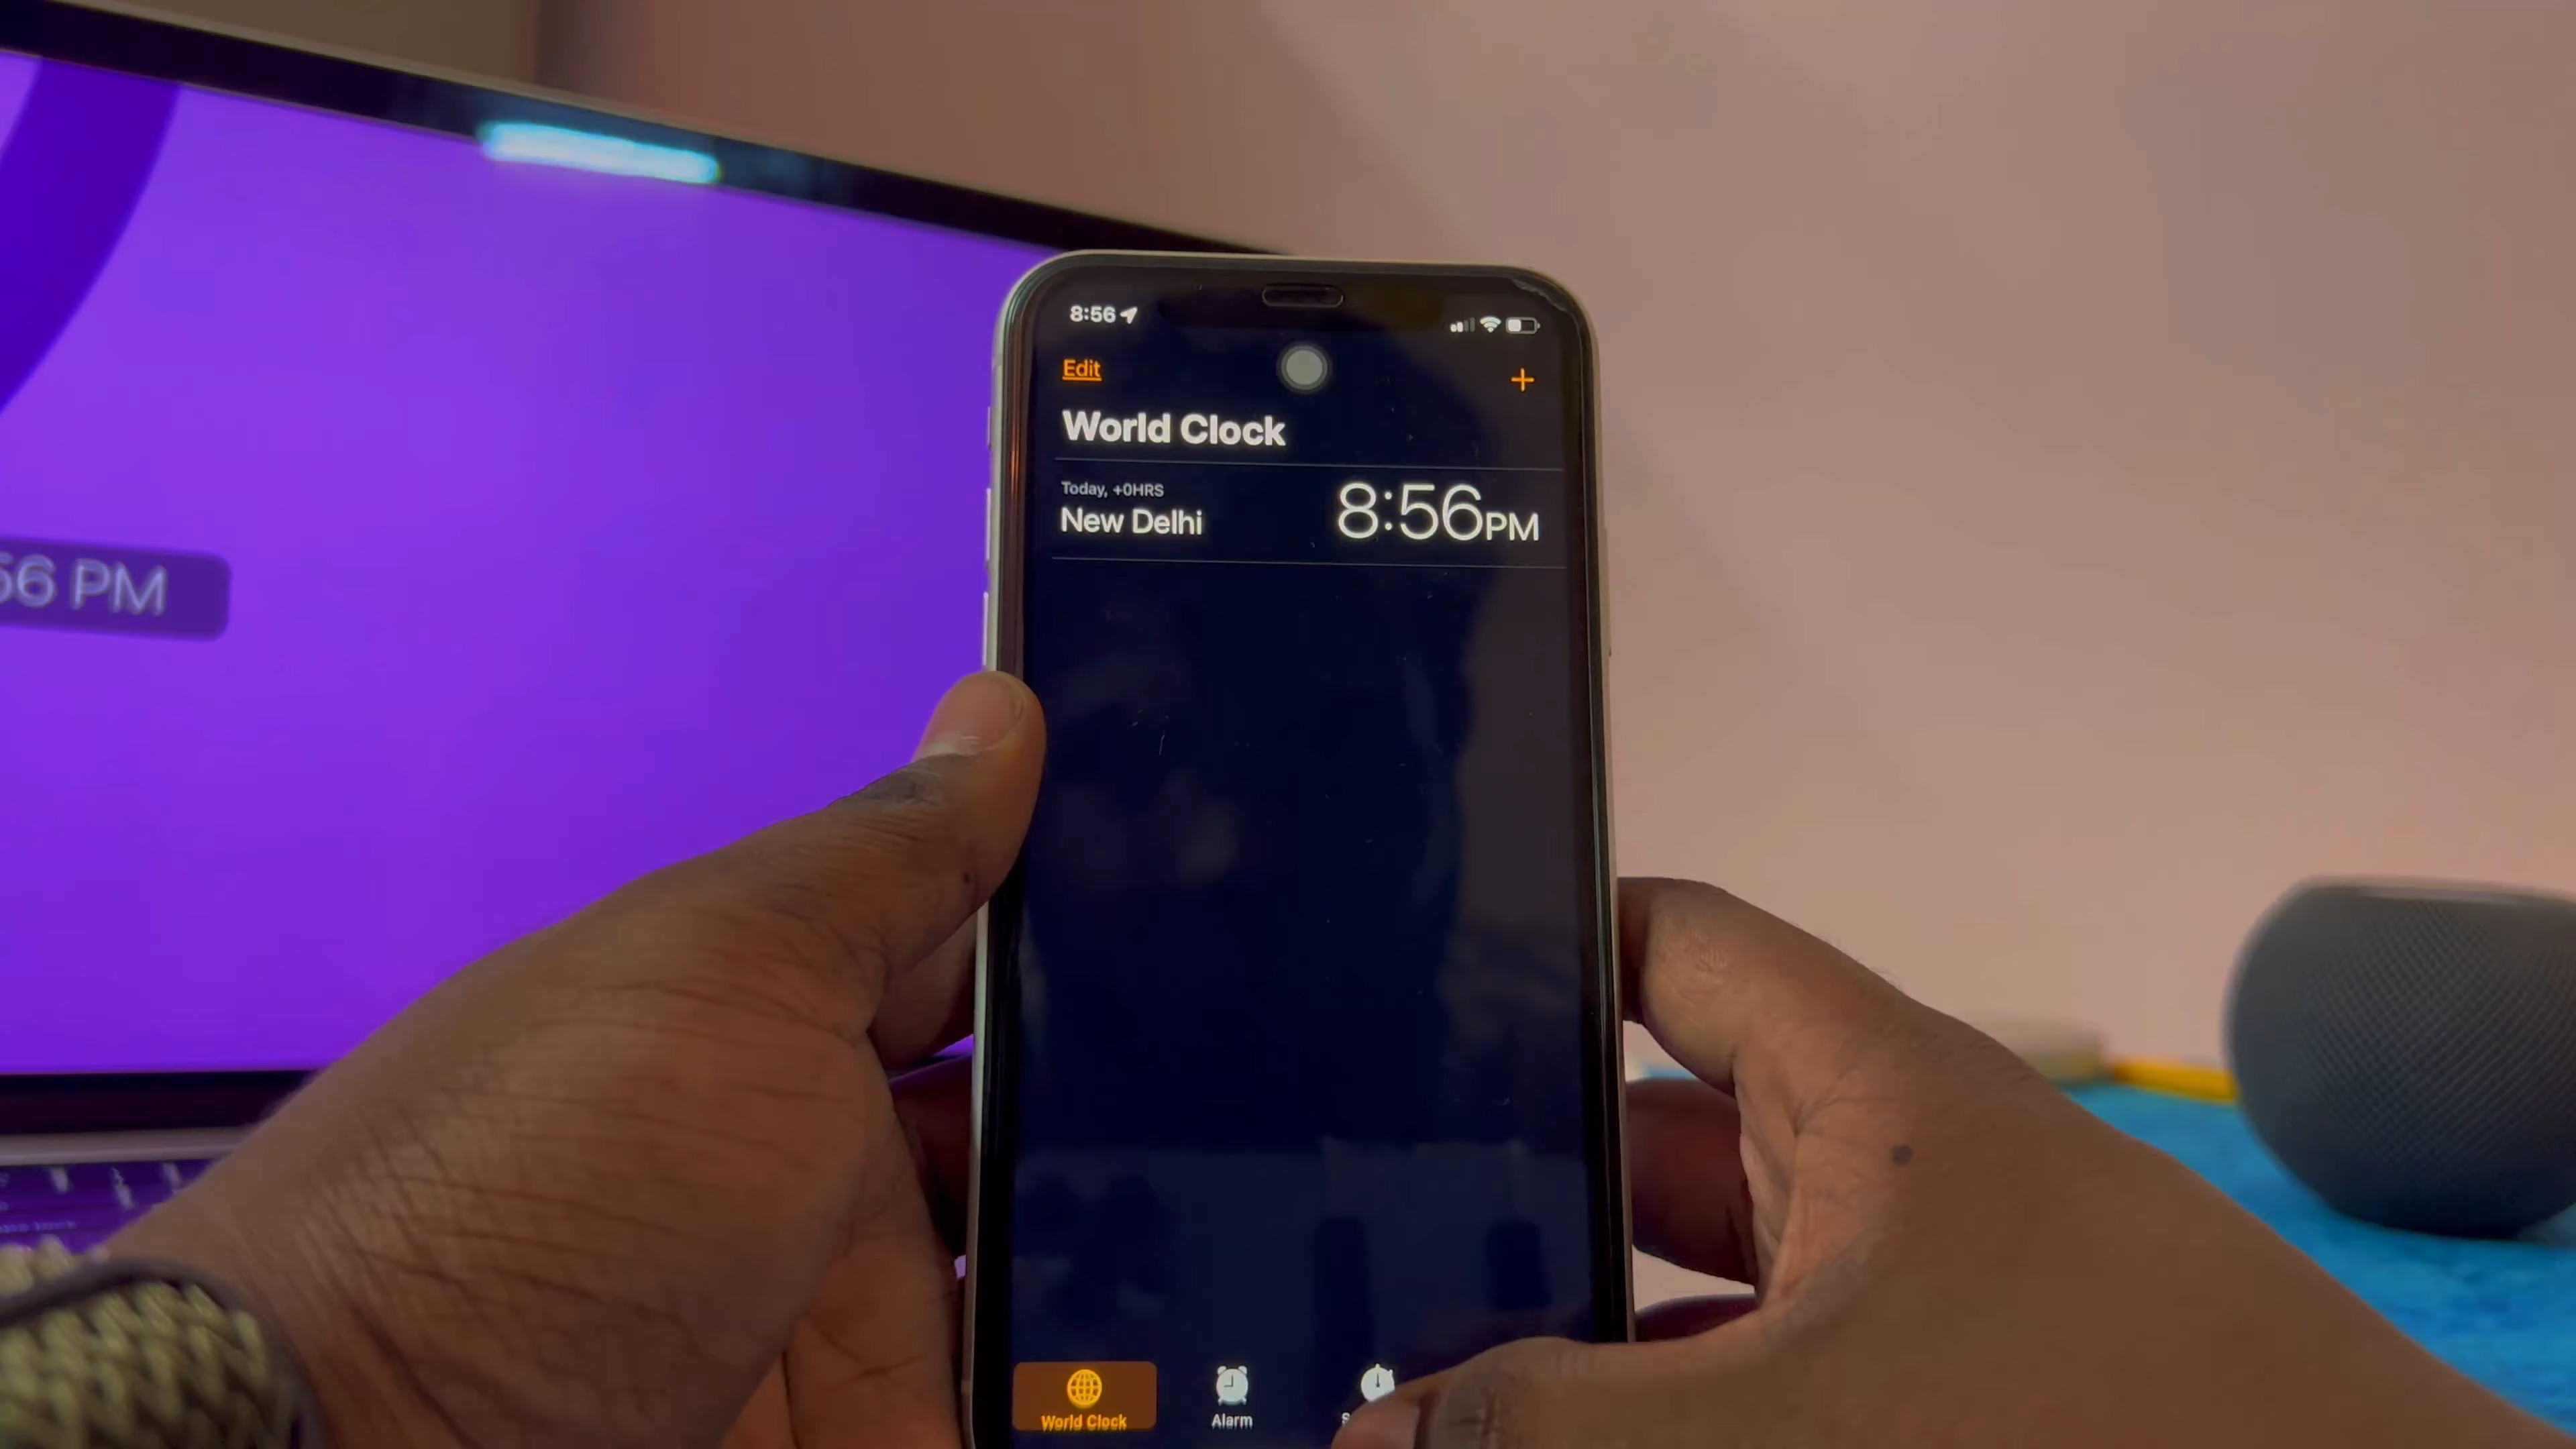 56 PM
8:56
Edit
+
World Clock
Today, +0HRS
New Delhi
8:56PM
World Clock
Alarm